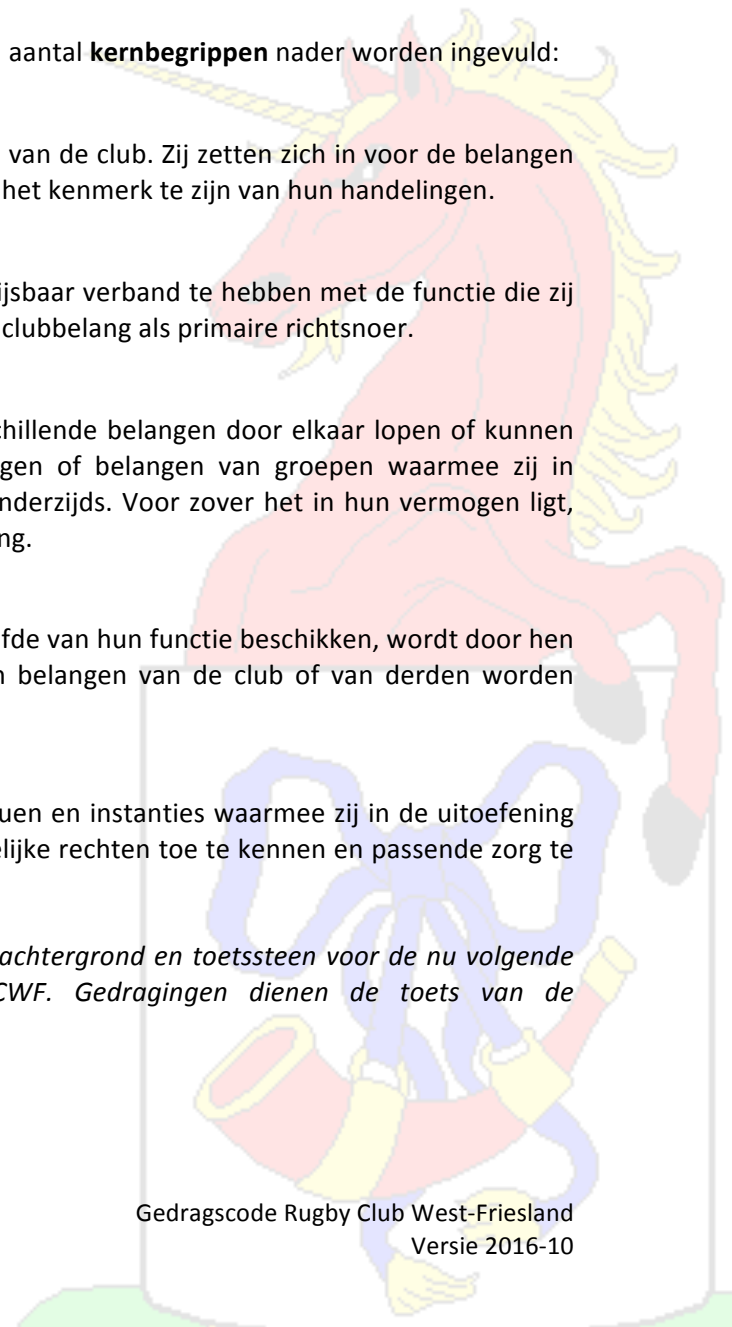 aantal kernbegrippen nader worden ingevuld:
van de club. Zij zetten zich in voor de belangen
het kenmerk te zijn van hun handelingen.
ijsbaar verband te hebben met de functie die zij
clubbelang als primaire richtsnoer.
chillende belangen door elkaar lopen of kunnen
gen of belangen van groepen waarmee zij in
nderzijds. Voor zover het in hun vermogen ligt,
ng.
fde van hun functie beschikken, wordt door hen
n belangen van de club of van derden worden
uen en instanties waarmee zij in de uitoefening
elijke rechten toe te kennen en passende zorg te
achtergrond en toetssteen voor de nu volgende
CWF. Gedragingen dienen de toets van de
Gedragscode Rugby Club West-Friesland
Versie 2016-10